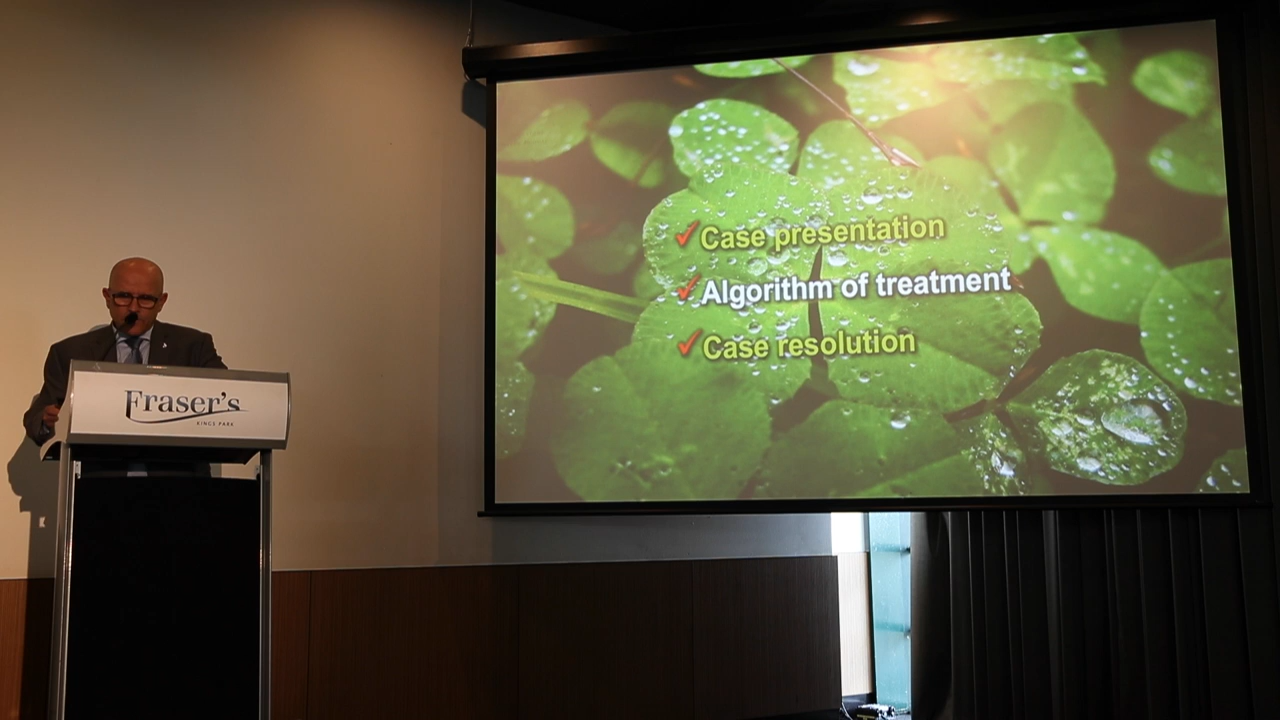 Case presentation
Algorithm of treatment
Case resolution
Fraser's
KINGS PARK